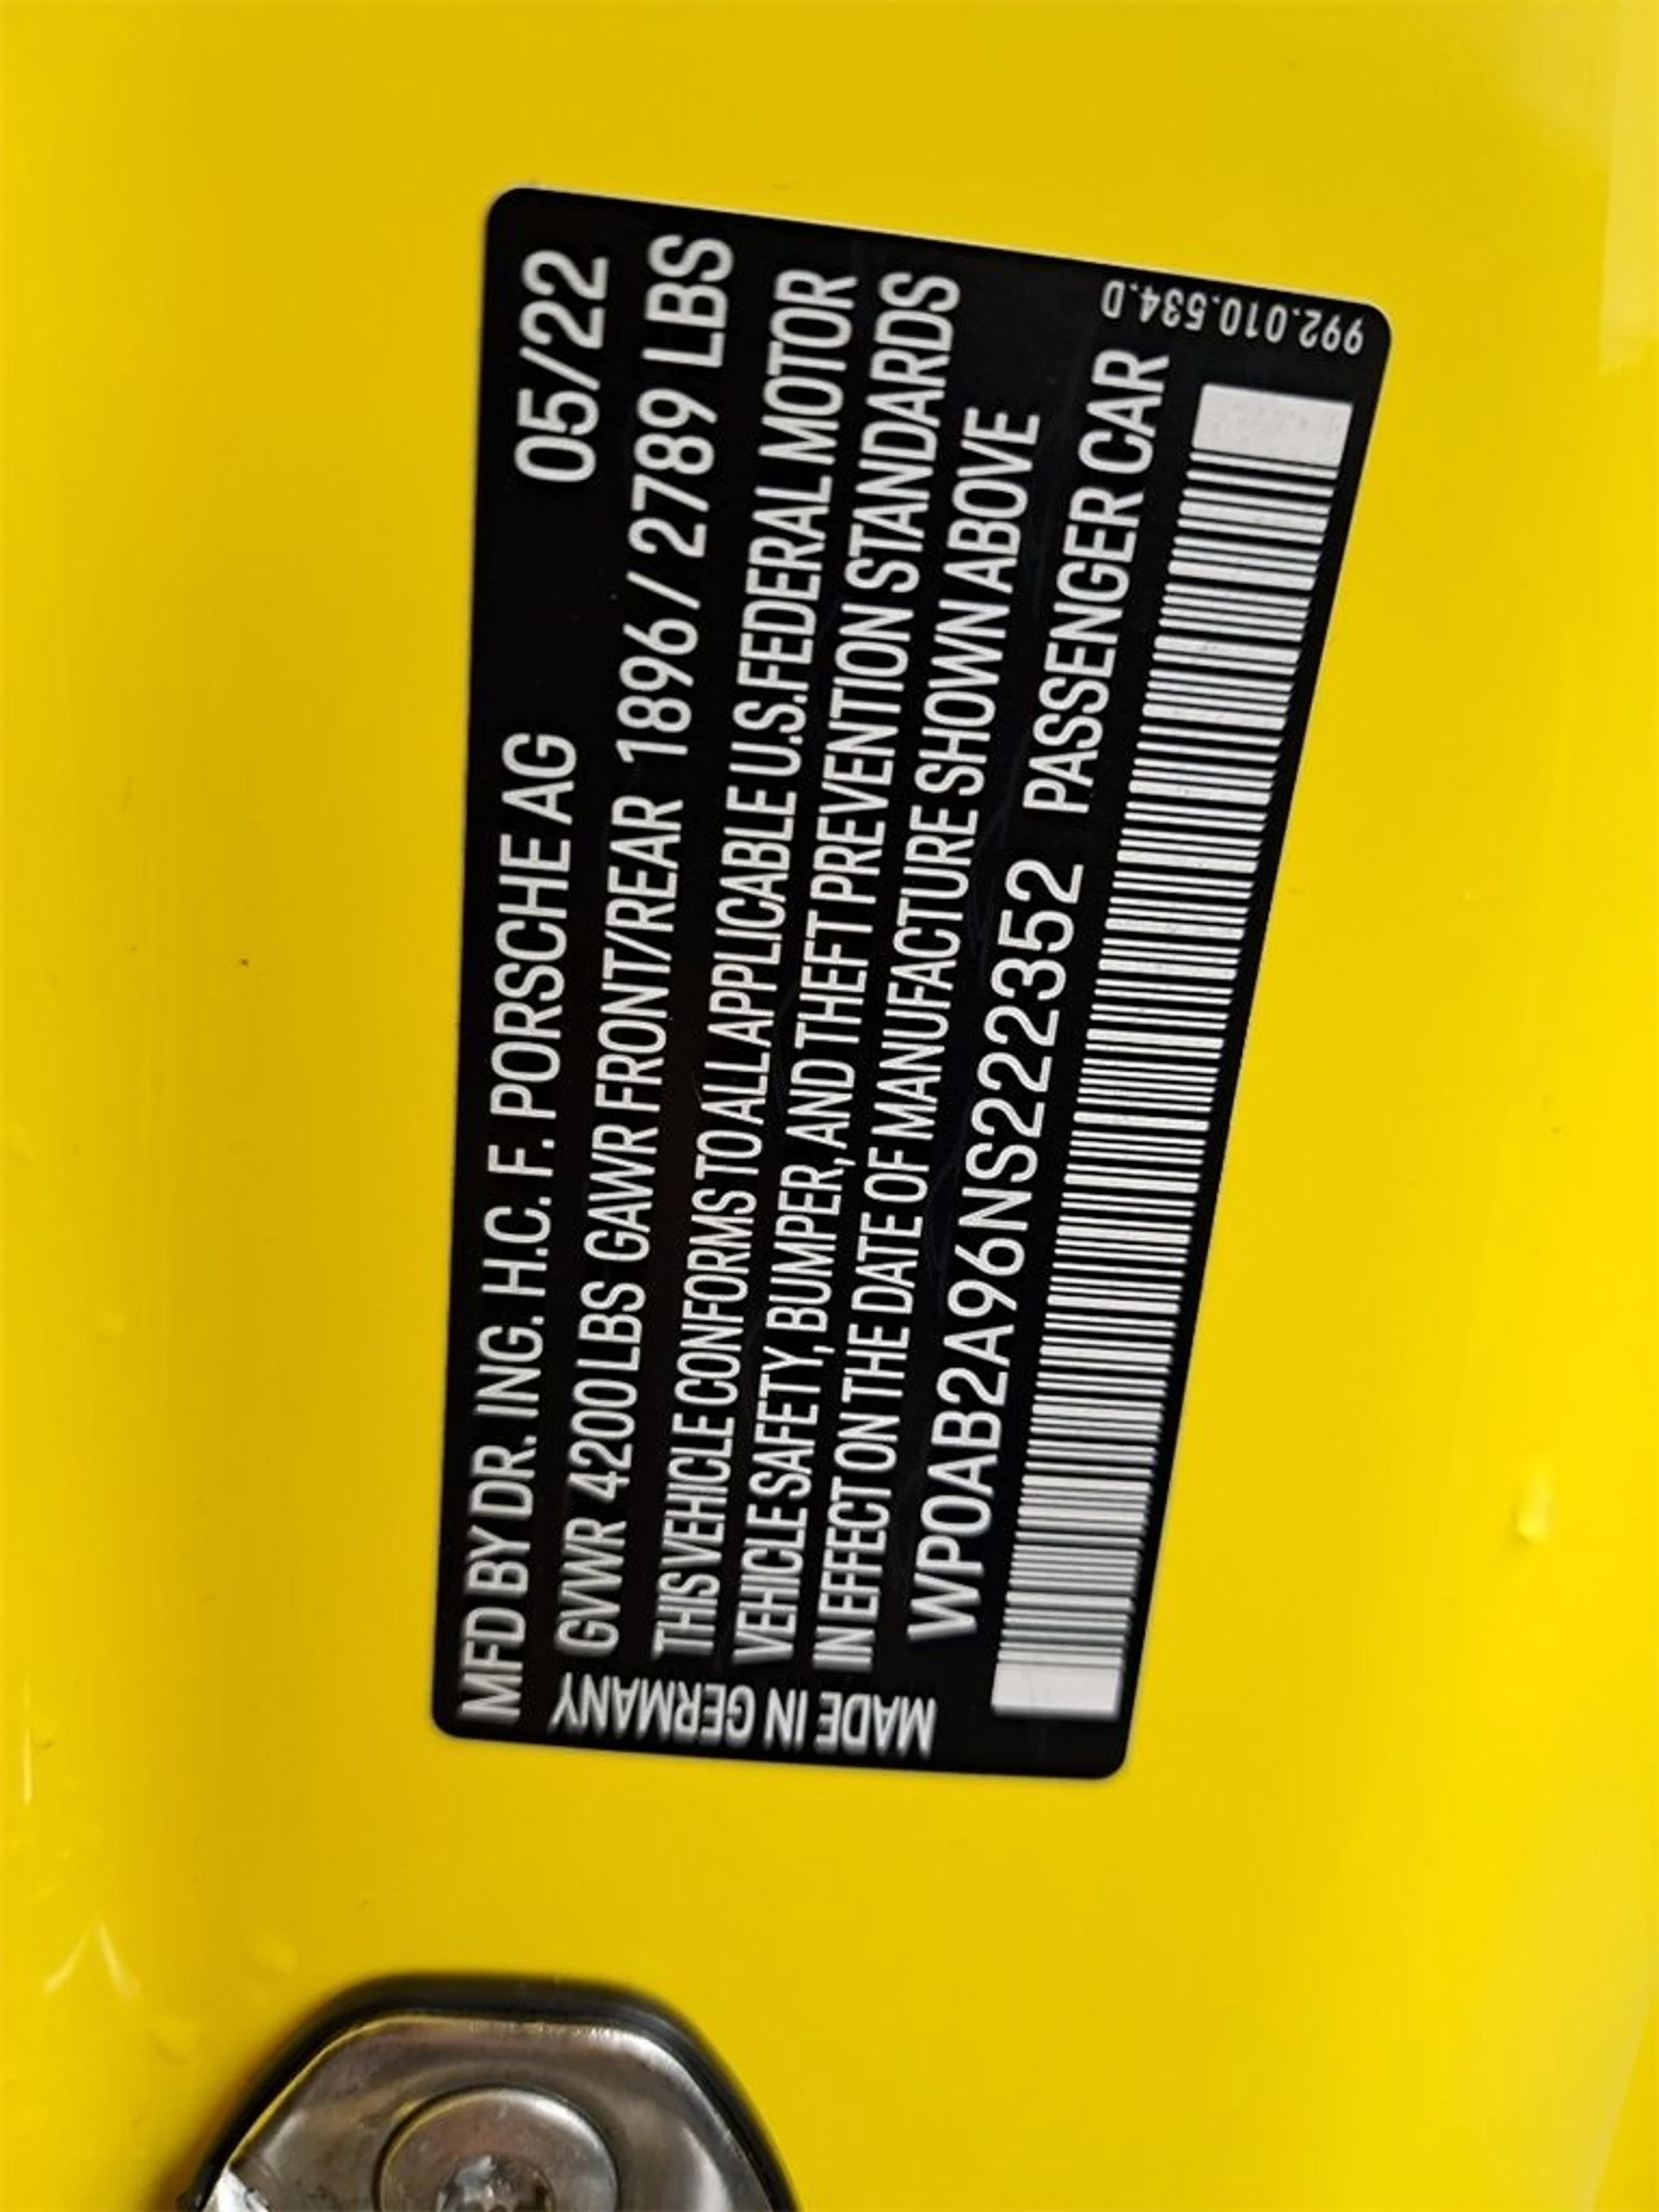 MFD BY DR. ING. H.C. F. PORSCHE AG 05/22
GVWR 4200 LBS GAWR FRONT/REAR 1896 / 2789 LBS
THIS VEHICLE CONFORMS TO ALL APPLICABLE U.S.FEDERAL MOTOR
VEHICLE SAFETY, BUMPER, AND THEFT PREVENTION STANDARDS
IN EFFECT ON THE DATE OF MANUFACTURE SHOWN ABOVE
WP0AB2A96NS222352 PASSENGER CAR
MADE IN GERMANY
992.010.534.D